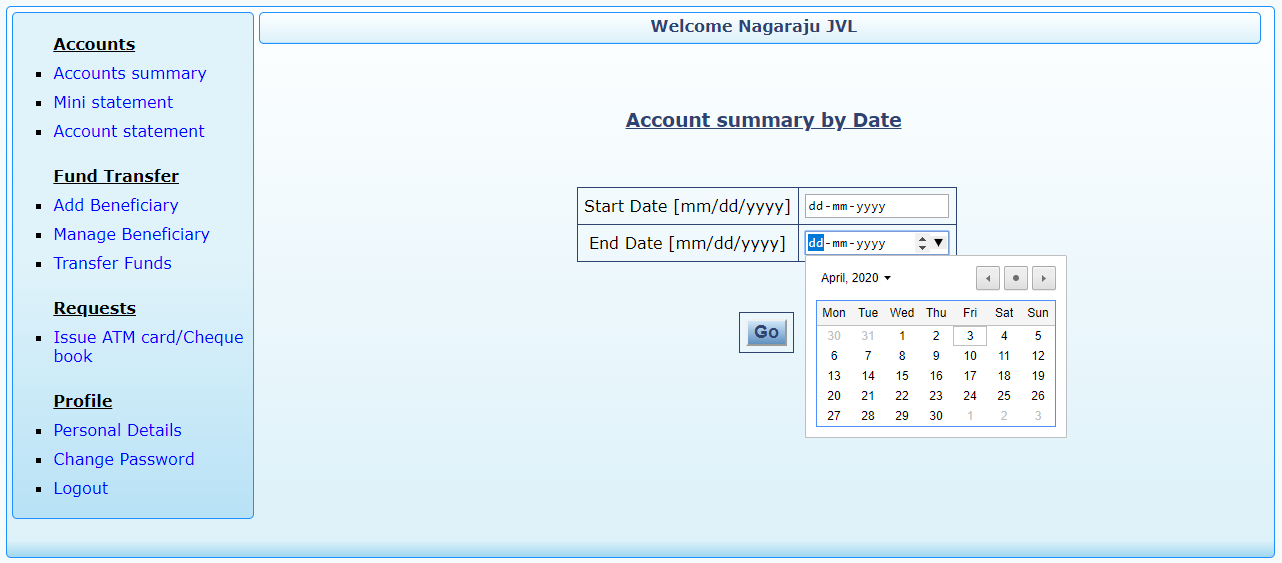 Accounts
Accounts summary
Mini statement
Account statement
Fund Transfer
Add Beneficiary
Manage Beneficiary
Transfer Funds
Requests
Issue ATM card/Cheque
book
Profile
Personal Details
Change Password
Logout
Welcome Nagaraju JVL
Account summary by Date
Start Date [mm/dd/yyyy] dd-mm-yyyy
End Date [mm/dd/yyyy] dd-mm-yyyy
Go
April, 2020
Mon Tue Wed Thu Fri Sat Sun
30 31 1 2 3 4 5
6 7 8 9 10 11 12
13 14 15 16 17 18 19
20 21 22 23 24 25 26
27 28 29 30 1 2 3